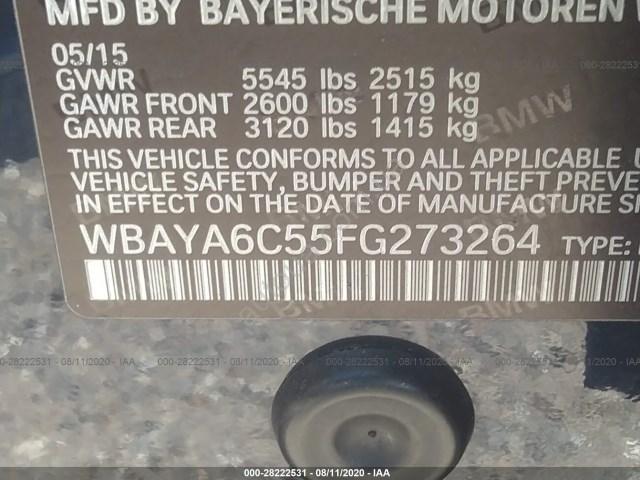 MFD BY BAYERISCHE MOTOREN
05/15
GVWR 5545 lbs 2515 kg
GAWR FRONT 2600 lbs 1179 kg
GAWR REAR 3120 lbs 1415 kg
THIS VEHICLE CONFORMS TO ALL APPLICABLE
VEHICLE SAFETY, BUMPER AND THEFT PREVE
IN EFFECT ON THE DATE OF MANUFACTURE
WBAYA6C55FG273264 TYPE:
000-28222531 - 08/11/2020 - IAA
000-28222531 - 08/11/2020 - IAA